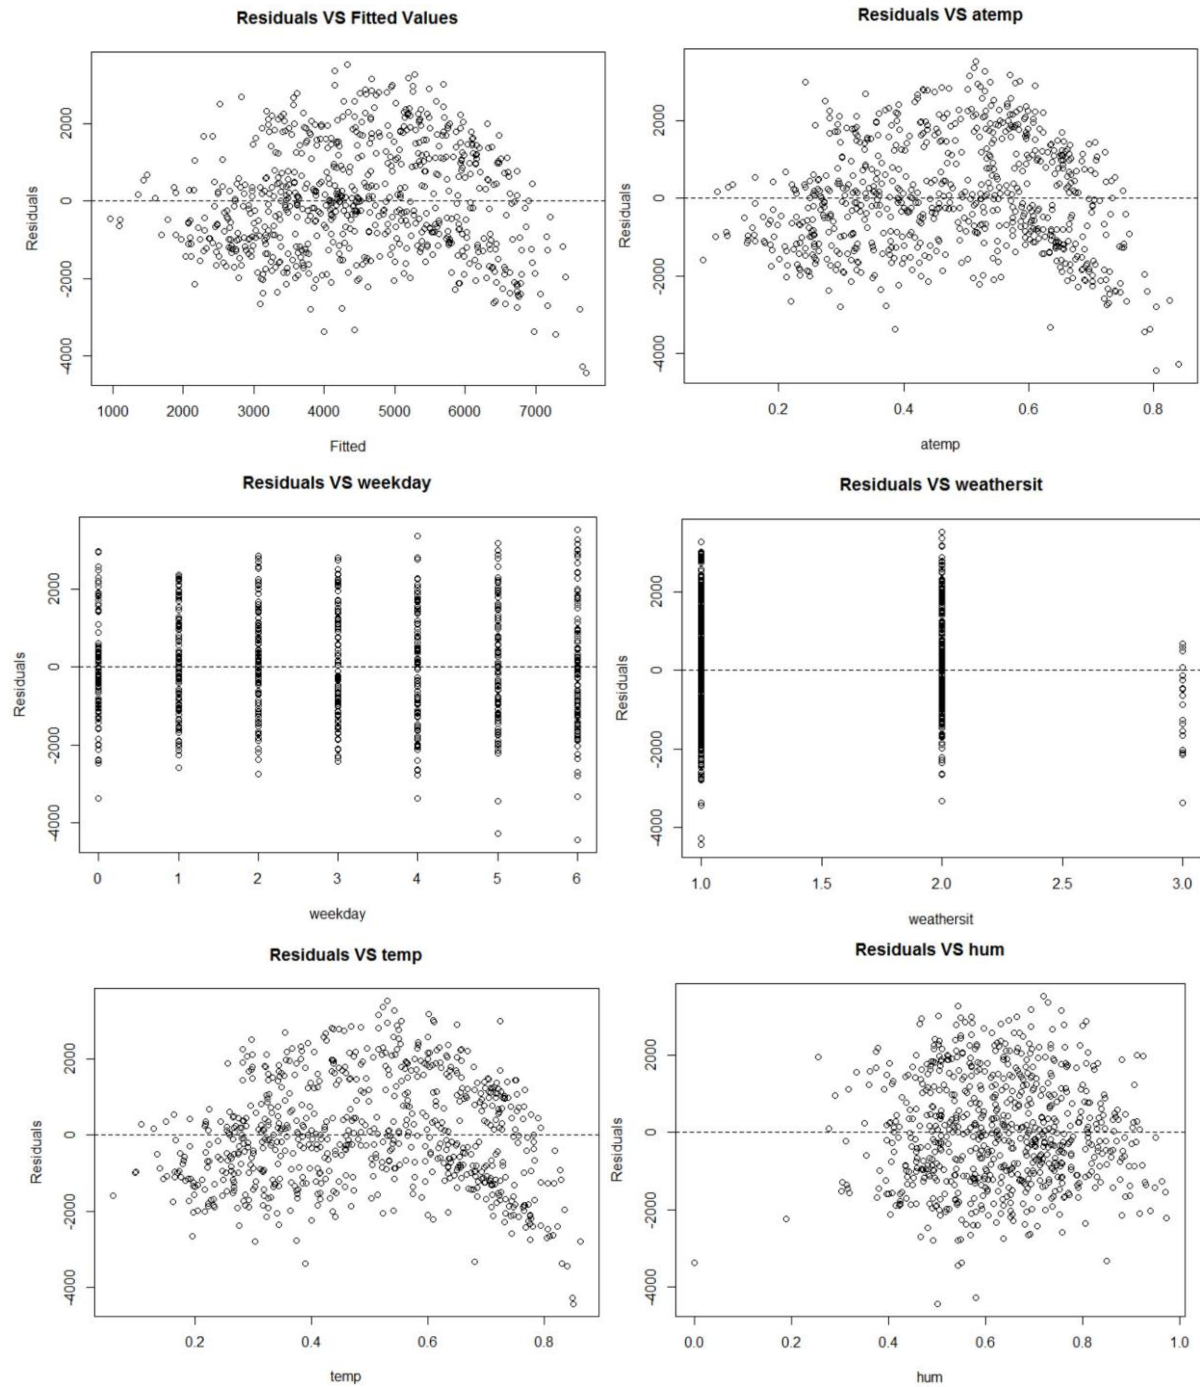 Residuals VS Fitted Values
Residuals
-4000 -2000 0 2000
1000 2000 3000 4000 5000 6000 7000
Fitted
Residuals VS atemp
Residuals
-4000 -2000 0 2000
0.2 0.4 0.6 0.8
atemp
Residuals VS weekday
Residuals
-4000 -2000 0 2000
0 1 2 3 4 5 6
weekday
Residuals VS weathersit
Residuals
-4000 -2000 0 2000
1.0 1.5 2.0 2.5 3.0
weathersit
Residuals VS temp
Residuals
-4000 -2000 0 2000
0.2 0.4 0.6 0.8
temp
Residuals VS hum
Residuals
-4000 -2000 0 2000
0.0 0.2 0.4 0.6 0.8 1.0
hum